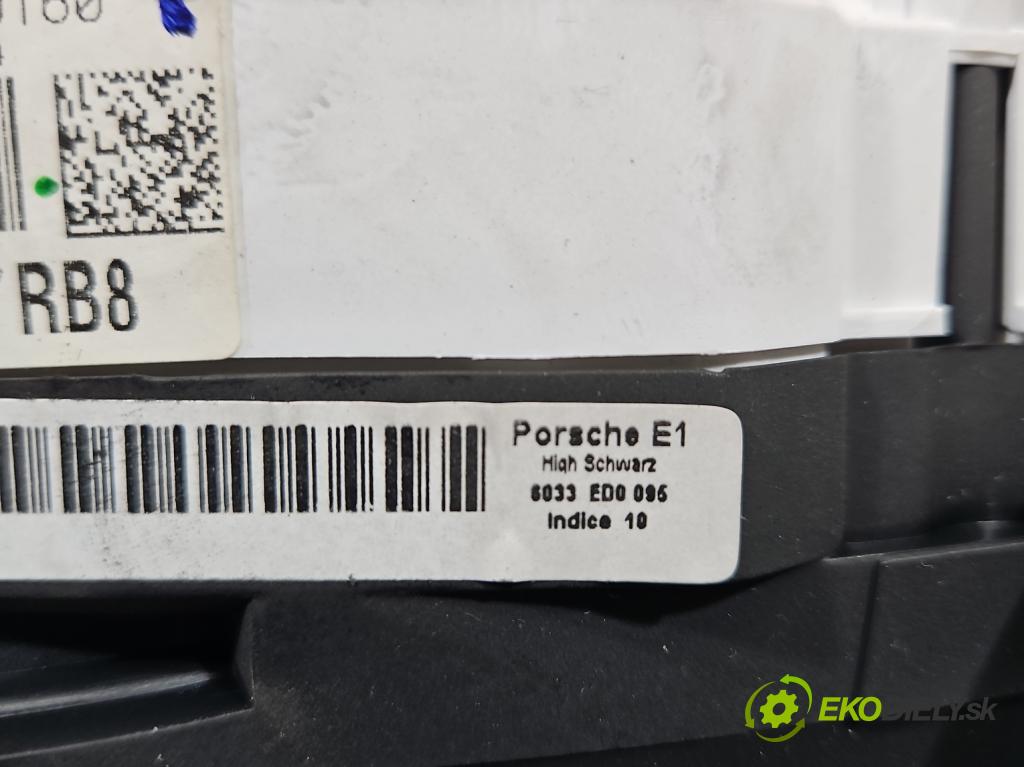 RB8
Porsche E1
High Schwarz
6033 ED0 095
Indice 10
EKODIELY.sk